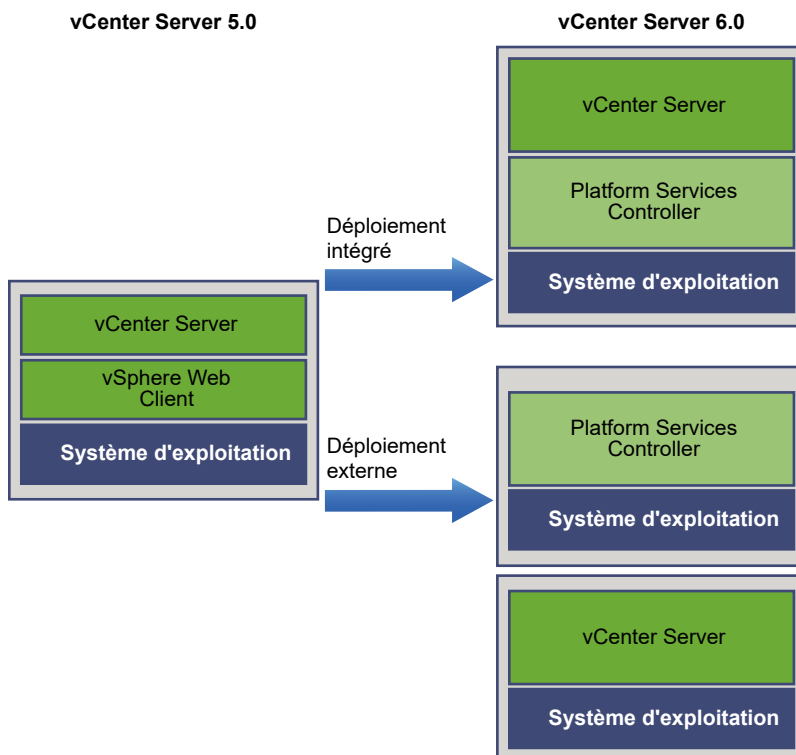 vCenter Server 5.0
vCenter Server 6.0
vCenter Server
Platform Services
Controller
Système d'exploitation
Déploiement
intégré
vCenter Server
vSphere Web
Client
Système d'exploitation
Déploiement
externe
Platform Services
Controller
Système d'exploitation
vCenter Server
Système d'exploitation